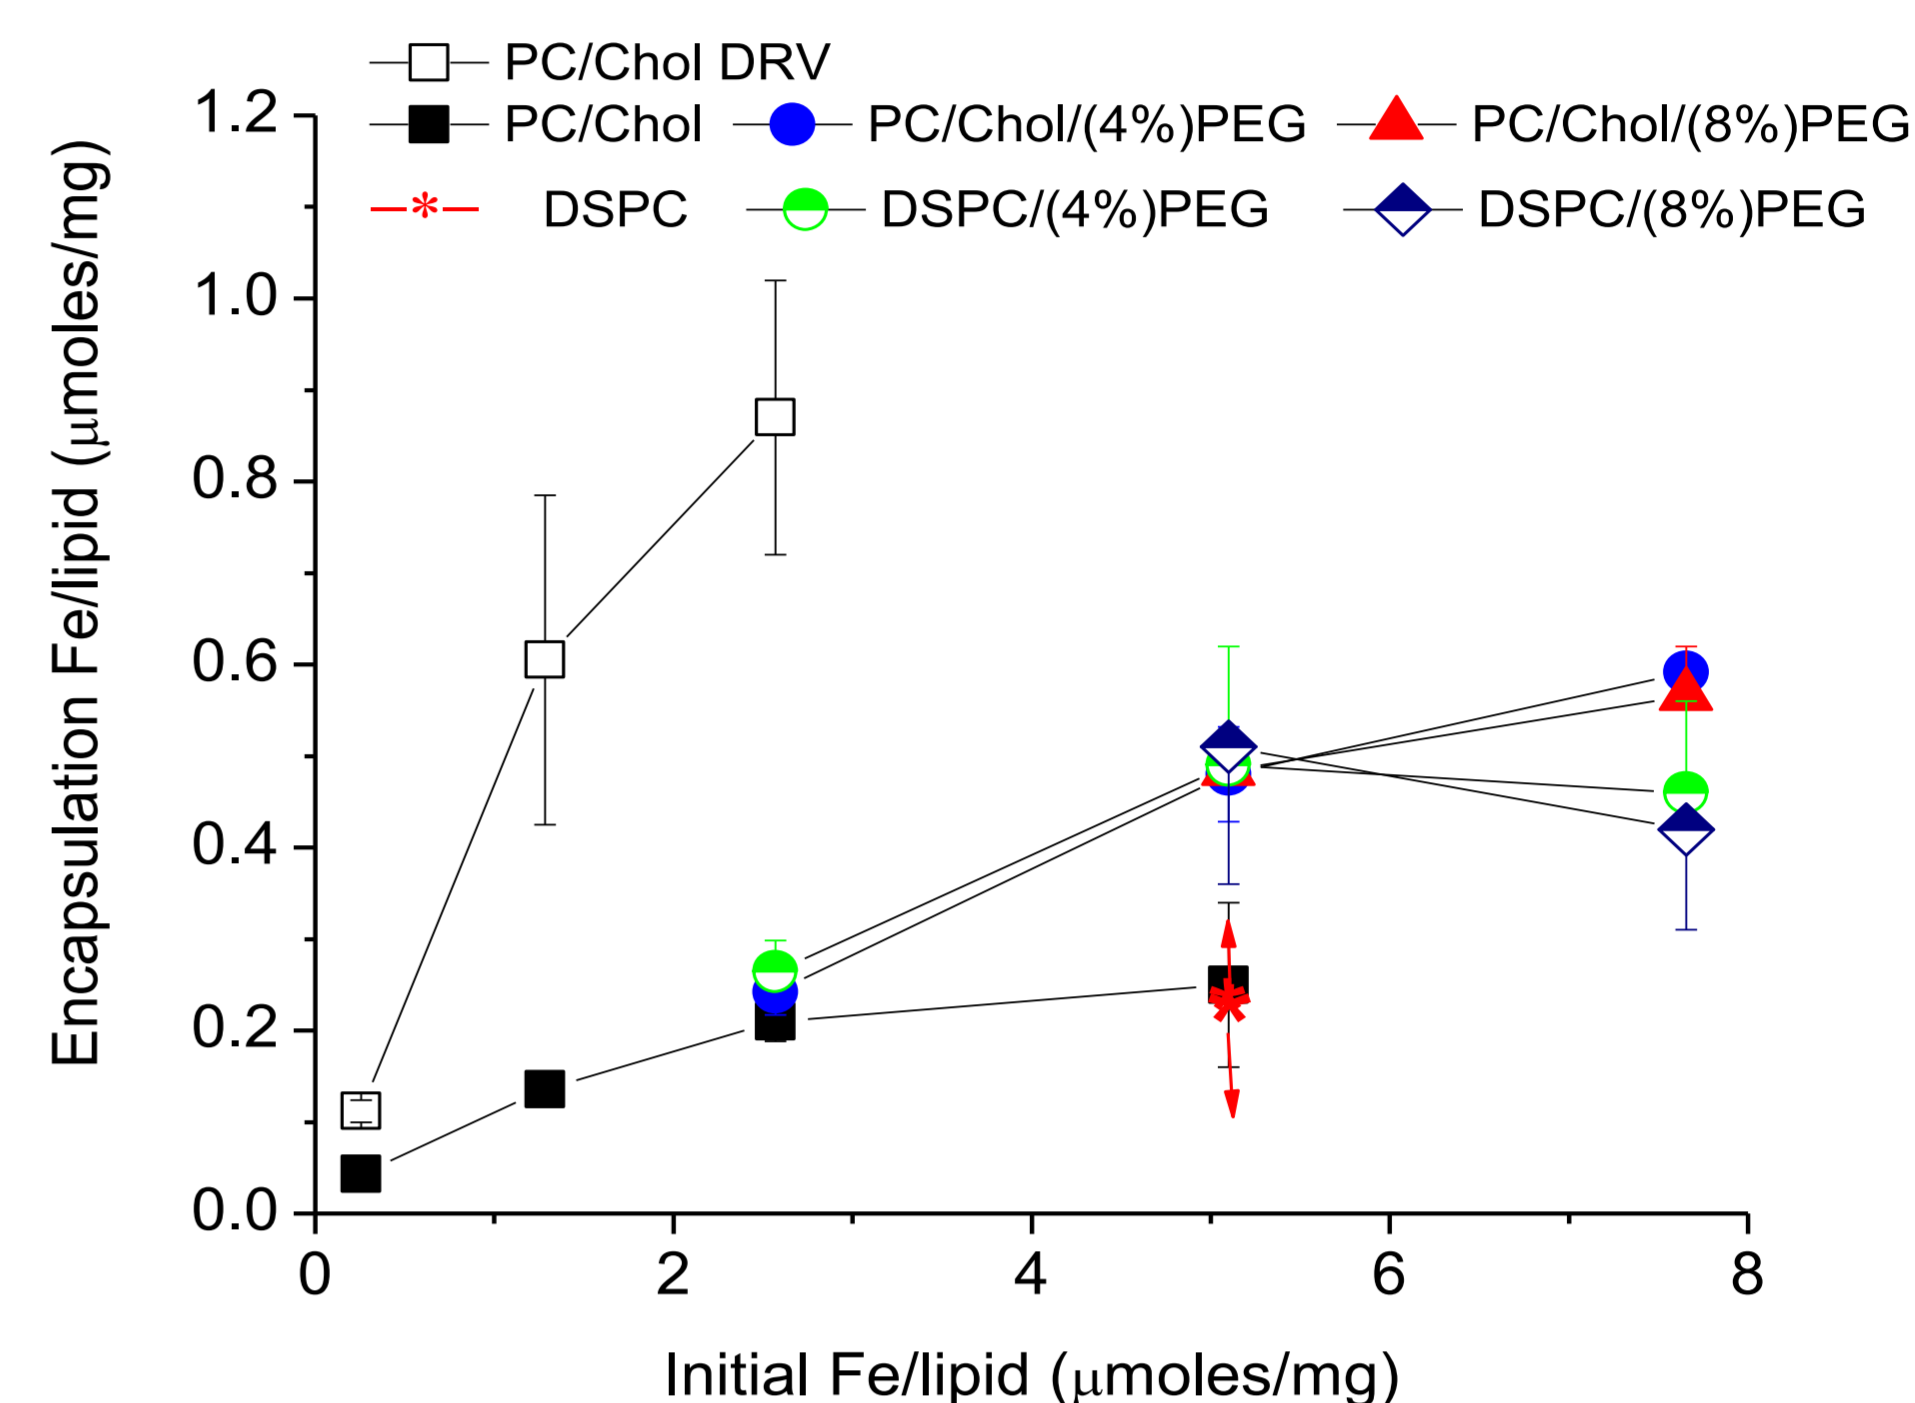 PC/Chol DRV
PC/Chol PC/Chol/(4%)PEG PC/Chol/(8%)PEG
DSPC DSPC/(4%)PEG DSPC/(8%)PEG
Encapsulation Fe/lipid (μmoles/mg)
1.2
1.0
0.8
0.6
0.4
0.2
0.0
0 2 4 6 8
Initial Fe/lipid (μmoles/mg)